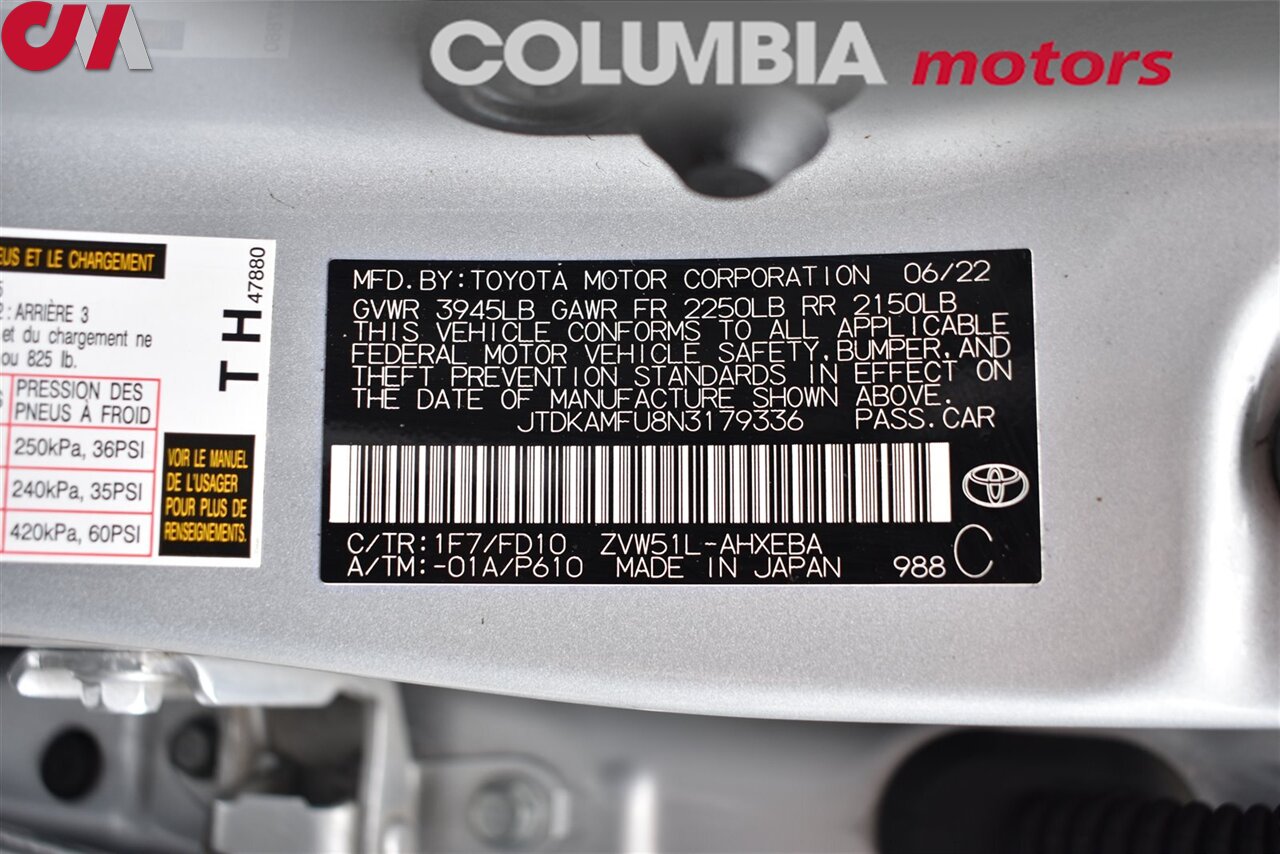 CM
COLUMBIA motors
EUS ET LE CHARGEMENT
: ARRIÈRE 3
et du chargement ne
ou 825 lb.
PRESSION DES
PNEUS À FROID
250kPa, 36PSI
240kPa, 35PSI
420kPa, 60PSI
VOIR LE MANUEL
DE L'USAGER
POUR PLUS DE
RENSEIGNEMENTS.
TH
47880
MFD.BY:TOYOTA MOTOR CORPORATION 06/22
GVWR 3945LB GAWR FR 2250LB RR 2150LB
THIS VEHICLE CONFORMS TO ALL APPLICABLE
FEDERAL MOTOR VEHICLE SAFETY,BUMPER,AND
THEFT PREVENTION STANDARDS IN EFFECT ON
THE DATE OF MANUFACTURE SHOWN ABOVE.
JTDKAMFU8N3179336 PASS.CAR
C/TR:1F7/FD10 ZVW51L-AHXEBA
A/TM:-01A/P610 MADE IN JAPAN 988 C